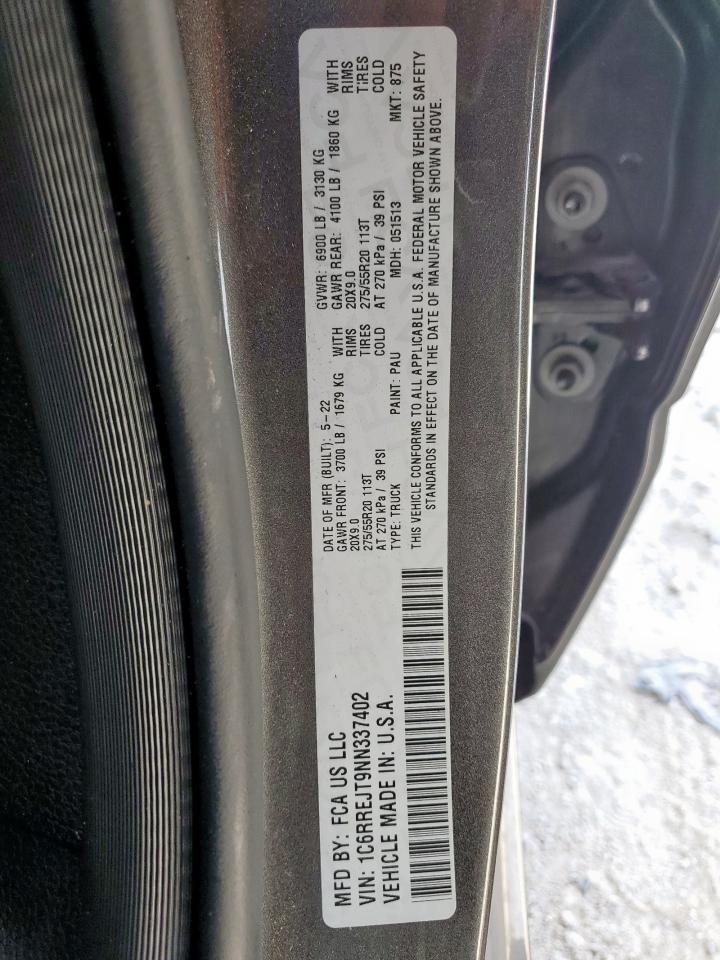 MFD BY: FCA US LLC
VIN: 1C6RREJT9NN337402
VEHICLE MADE IN: U.S.A.
DATE OF MFR (BUILT): 5-22 GVWR: 6900 LB / 3130 KG
GAWR FRONT: 3700 LB / 1679 KG WITH GAWR REAR: 4100 LB / 1860 KG WITH
20X9.0 RIMS 20X9.0 RIMS
275/55R20 113T TIRES 275/55R20 113T TIRES
AT 270 kPa / 39 PSI COLD AT 270 kPa / 39 PSI COLD
TYPE: TRUCK PAINT: PAU MDH: 051513 MKT: 875
THIS VEHICLE CONFORMS TO ALL APPLICABLE U.S.A. FEDERAL MOTOR VEHICLE SAFETY
STANDARDS IN EFFECT ON THE DATE OF MANUFACTURE SHOWN ABOVE.